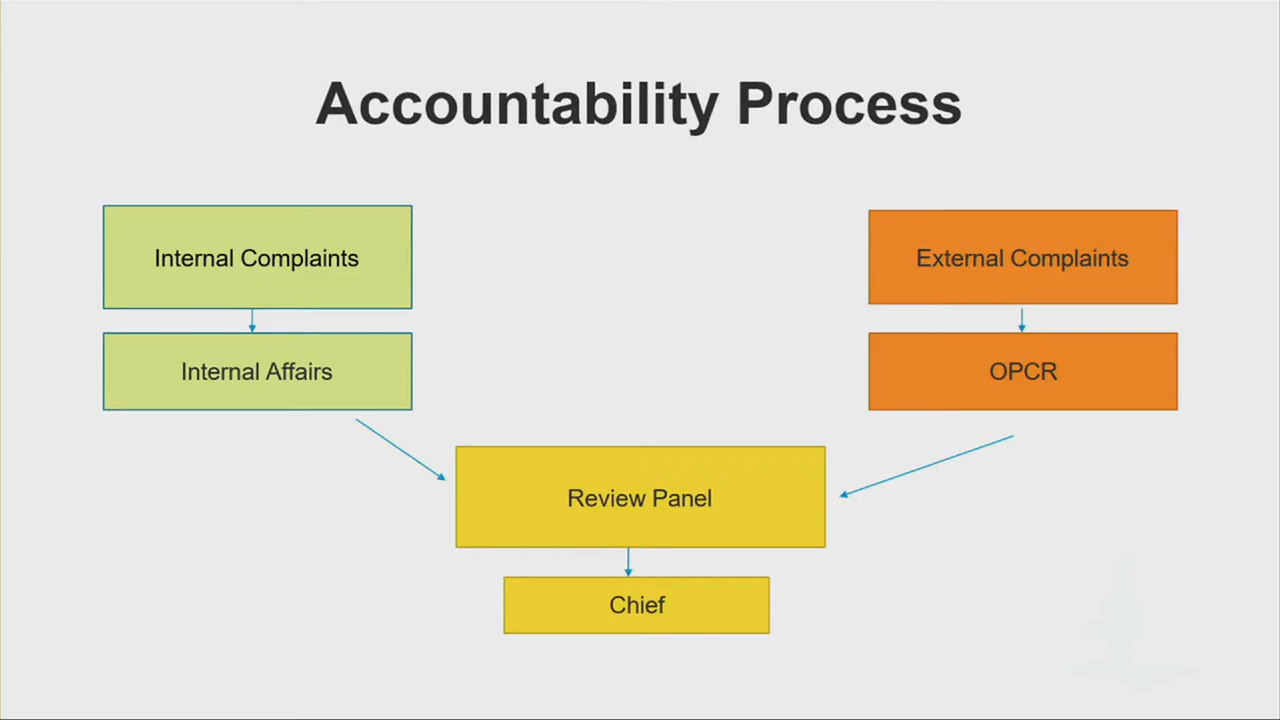 Accountability Process
Internal Complaints
External Complaints
Internal Affairs
OPCR
Review Panel
Chief